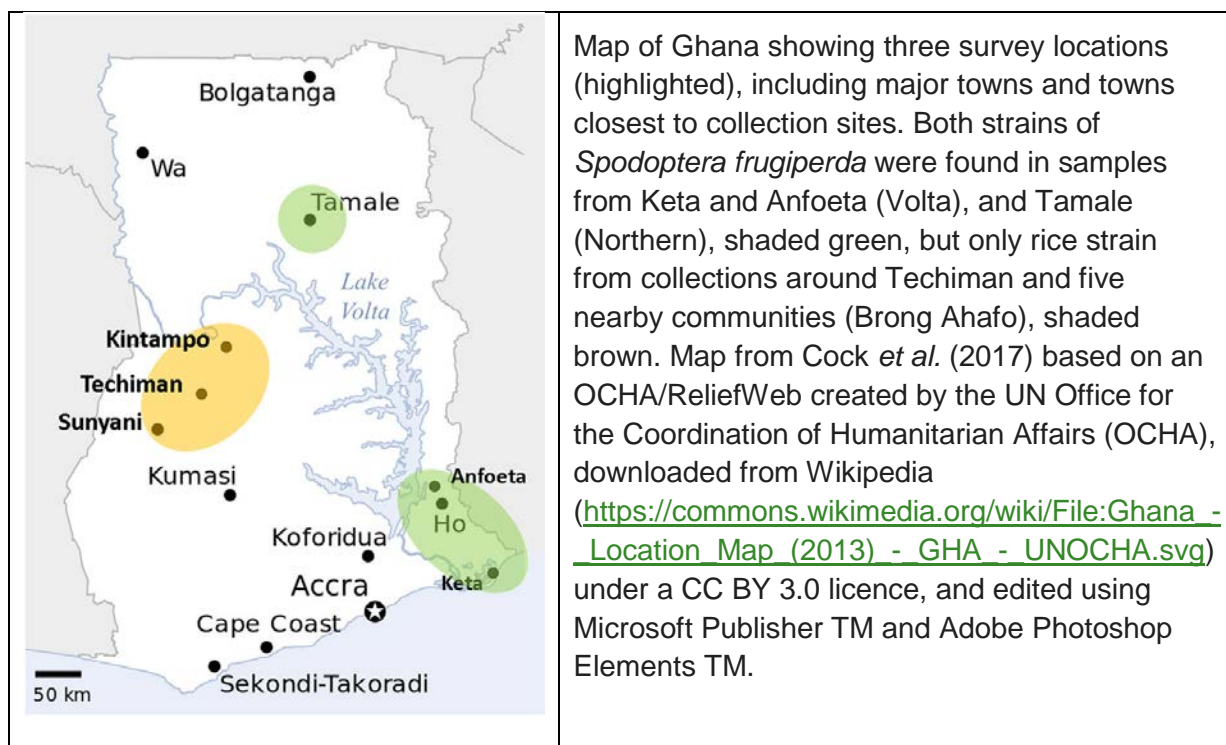 Bolgatanga
Wa
Tamale
Lake
Volta
Kintampo
Techiman
Sunyani
Kumasi
Anfoeta
Ho
Koforidua
Keta
Accra
Cape Coast
Sekondi-Takoradi
50 km
Map of Ghana showing three survey locations
(highlighted), including major towns and towns
closest to collection sites. Both strains of
Spodoptera frugiperda were found in samples
from Keta and Anfoeta (Volta), and Tamale
(Northern), shaded green, but only rice strain
from collections around Techiman and five
nearby communities (Brong Ahafo), shaded
brown. Map from Cock et al. (2017) based on an
OCHA/ReliefWeb created by the UN Office for
the Coordination of Humanitarian Affairs (OCHA),
downloaded from Wikipedia
(https://commons.wikimedia.org/wiki/File:Ghana_-
_Location_Map_(2013)_-_GHA_-_UNOCHA.svg)
under a CC BY 3.0 licence, and edited using
Microsoft Publisher TM and Adobe Photoshop
Elements TM.